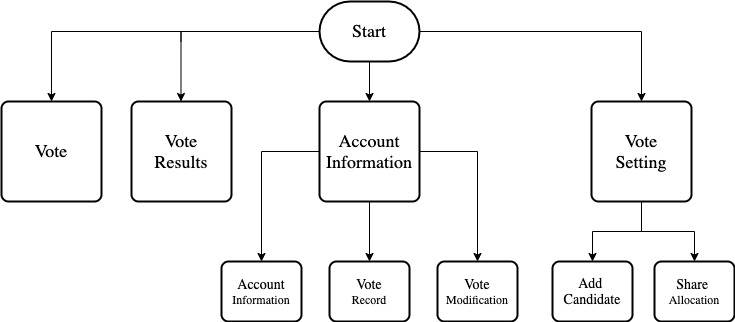 Start
Vote
Vote
Results
Account
Information
Vote
Setting
Account
Information
Vote
Record
Vote
Modification
Add
Candidate
Share
Allocation